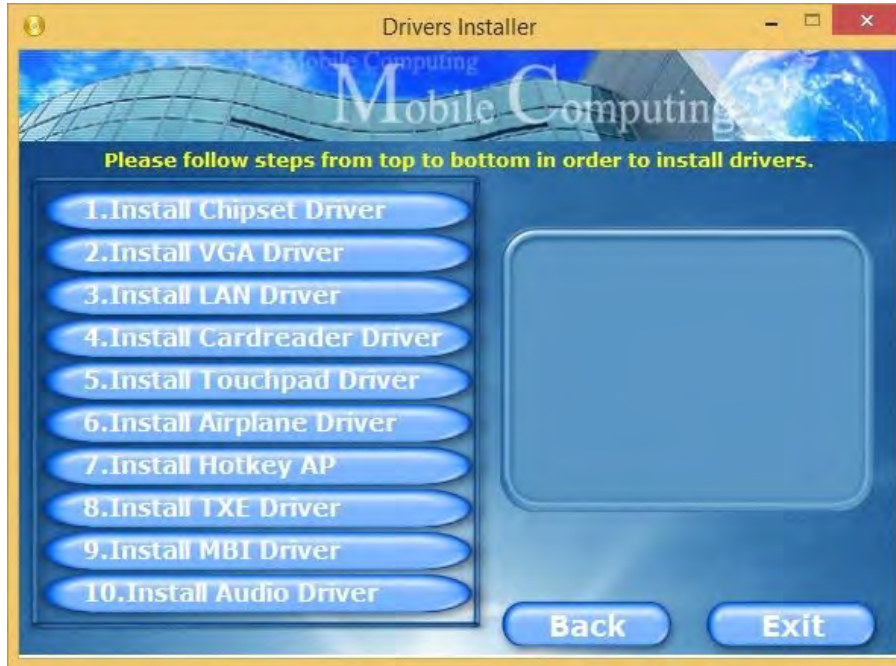 Drivers Installer
Mobile Computing
Mobile Computing
Please follow steps from top to bottom in order to install drivers.
1.Install Chipset Driver
2.Install VGA Driver
3.Install LAN Driver
4.Install Cardreader Driver
5.Install Touchpad Driver
6.Install Airplane Driver
7.Install Hotkey AP
8.Install TXE Driver
9.Install MBI Driver
10.Install Audio Driver
Back
Exit